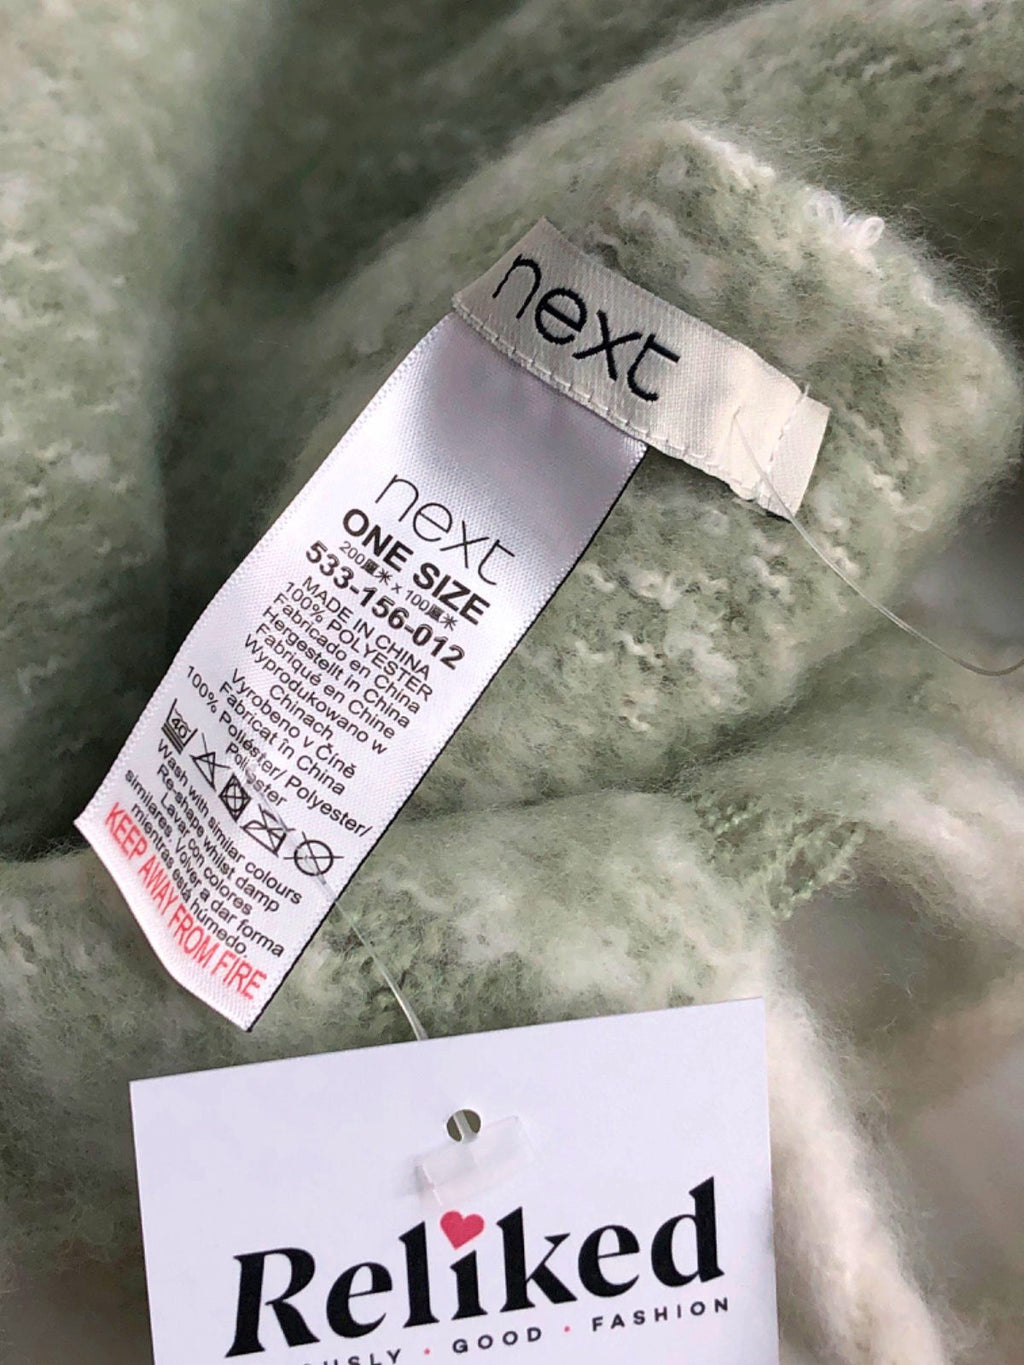 next
next
ONE SIZE
200厘米 x 100厘米
533-156-012
MADE IN CHINA
100% POLYESTER
Fabricado en China
Hergestellt in China
Fabriqué en Chine
Wyprodukowano w
Chinach
Vyrobeno v Číně
Fabricat in China
100% Poliéster/ Polyester/
Polyester
40
Wash with similar colours
Re-shape whilst damp
Lavar con colores
similares. Volver a dar forma
mientras está húmedo.
KEEP AWAY FROM FIRE
Reliked
• GOOD • FASHION